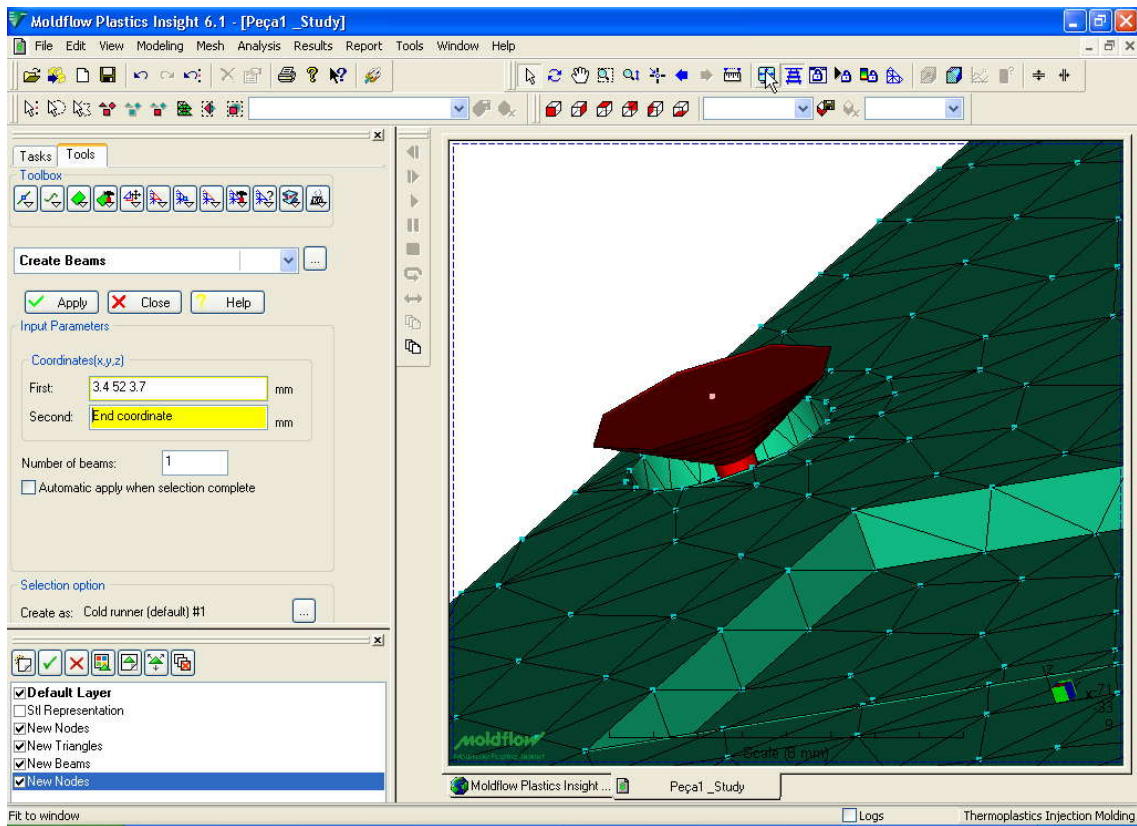 Moldflow Plastics Insight 6.1 - [Peça1 _Study]
File Edit View Modeling Mesh Analysis Results Report Tools Window Help
Tasks Tools
Toolbox
Create Beams
...
Apply Close ? Help
Input Parameters
Coordinates(x,y,z)
First: 3.4 52 3.7 mm
Second: End coordinate mm
Number of beams: 1
Automatic apply when selection complete
Selection option
Create as: Cold runner (default) #1 ...
Default Layer
Stl Representation
New Nodes
New Triangles
New Beams
New Nodes
Z
X -71
-33
9
moldflow
Scale (8 mm)
Moldflow Plastics Insight ... Peça1 _Study
Fit to window Logs Thermoplastics Injection Molding